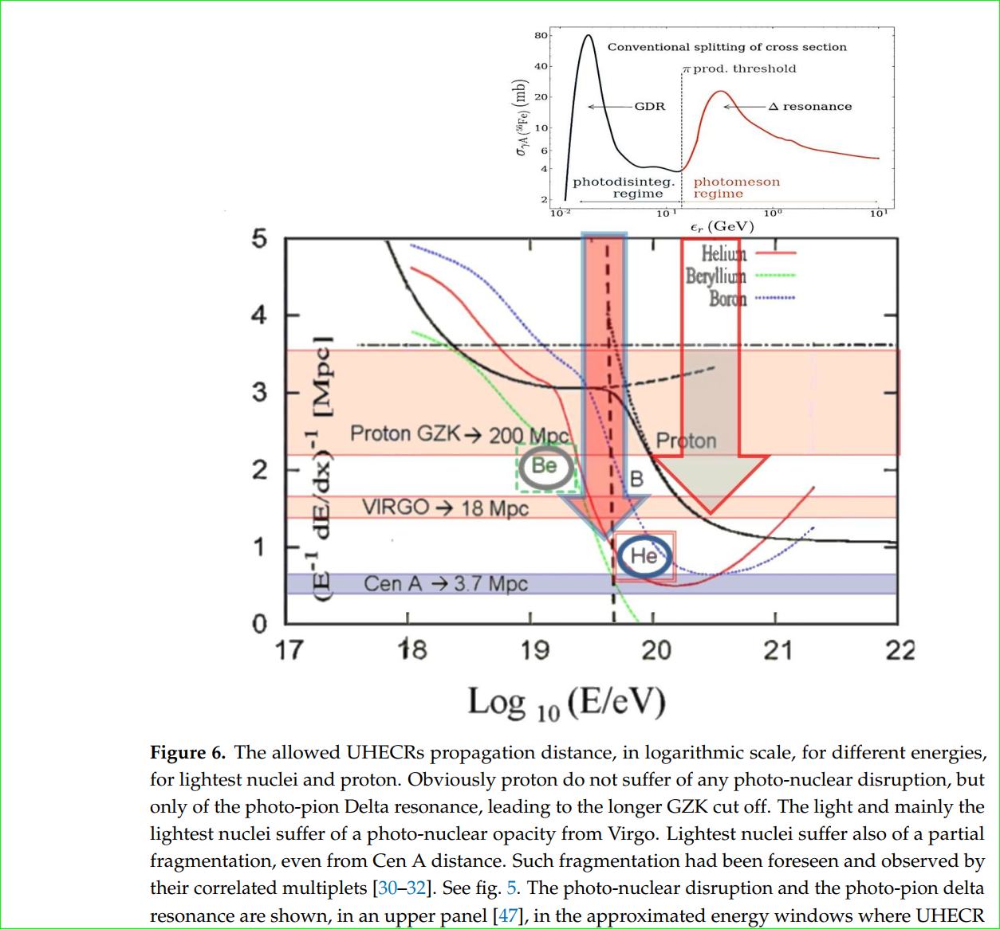 80
40
20
10
6
4
2
σγA(⁵⁶Fe) (mb)
Conventional splitting of cross section
π prod. threshold
GDR
Δ resonance
photodisinteg.
regime
photomeson
regime
10⁻²
10⁻¹
10⁰
10¹
ϵr (GeV)
5
4
3
2
1
0
(E⁻¹ dE/dx)⁻¹ [Mpc]
Helium
Beryllium
Boron
Proton GZK → 200 Mpc
Proton
Be
B
VIRGO → 18 Mpc
He
Cen A → 3.7 Mpc
17
18
19
20
21
22
Log 10 (E/eV)
Figure 6. The allowed UHECRs propagation distance, in logarithmic scale, for different energies,
for lightest nuclei and proton. Obviously proton do not suffer of any photo-nuclear disruption, but
only of the photo-pion Delta resonance, leading to the longer GZK cut off. The light and mainly the
lightest nuclei suffer of a photo-nuclear opacity from Virgo. Lightest nuclei suffer also of a partial
fragmentation, even from Cen A distance. Such fragmentation had been foreseen and observed by
their correlated multiplets [30–32]. See fig. 5. The photo-nuclear disruption and the photo-pion delta
resonance are shown, in an upper panel [47], in the approximated energy windows where UHECR